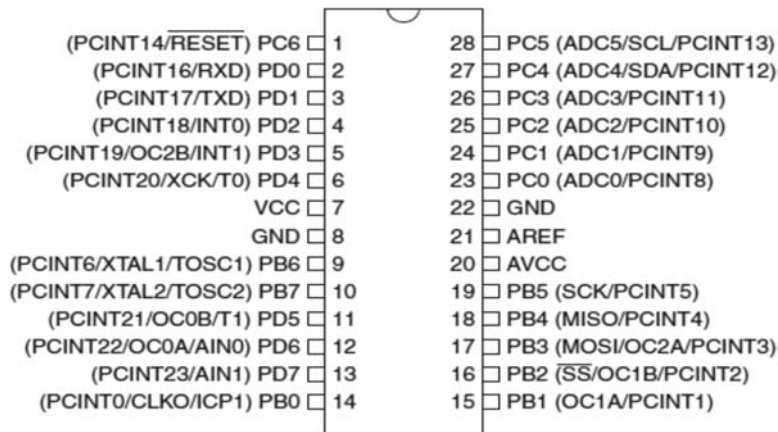 (PCINT14/RESET) PC6 1 28 PC5 (ADC5/SCL/PCINT13)
(PCINT16/RXD) PD0 2 27 PC4 (ADC4/SDA/PCINT12)
(PCINT17/TXD) PD1 3 26 PC3 (ADC3/PCINT11)
(PCINT18/INT0) PD2 4 25 PC2 (ADC2/PCINT10)
(PCINT19/OC2B/INT1) PD3 5 24 PC1 (ADC1/PCINT9)
(PCINT20/XCK/T0) PD4 6 23 PC0 (ADC0/PCINT8)
VCC 7 22 GND
GND 8 21 AREF
(PCINT6/XTAL1/TOSC1) PB6 9 20 AVCC
(PCINT7/XTAL2/TOSC2) PB7 10 19 PB5 (SCK/PCINT5)
(PCINT21/OC0B/T1) PD5 11 18 PB4 (MISO/PCINT4)
(PCINT22/OC0A/AIN0) PD6 12 17 PB3 (MOSI/OC2A/PCINT3)
(PCINT23/AIN1) PD7 13 16 PB2 (SS/OC1B/PCINT2)
(PCINT0/CLKO/ICP1) PB0 14 15 PB1 (OC1A/PCINT1)